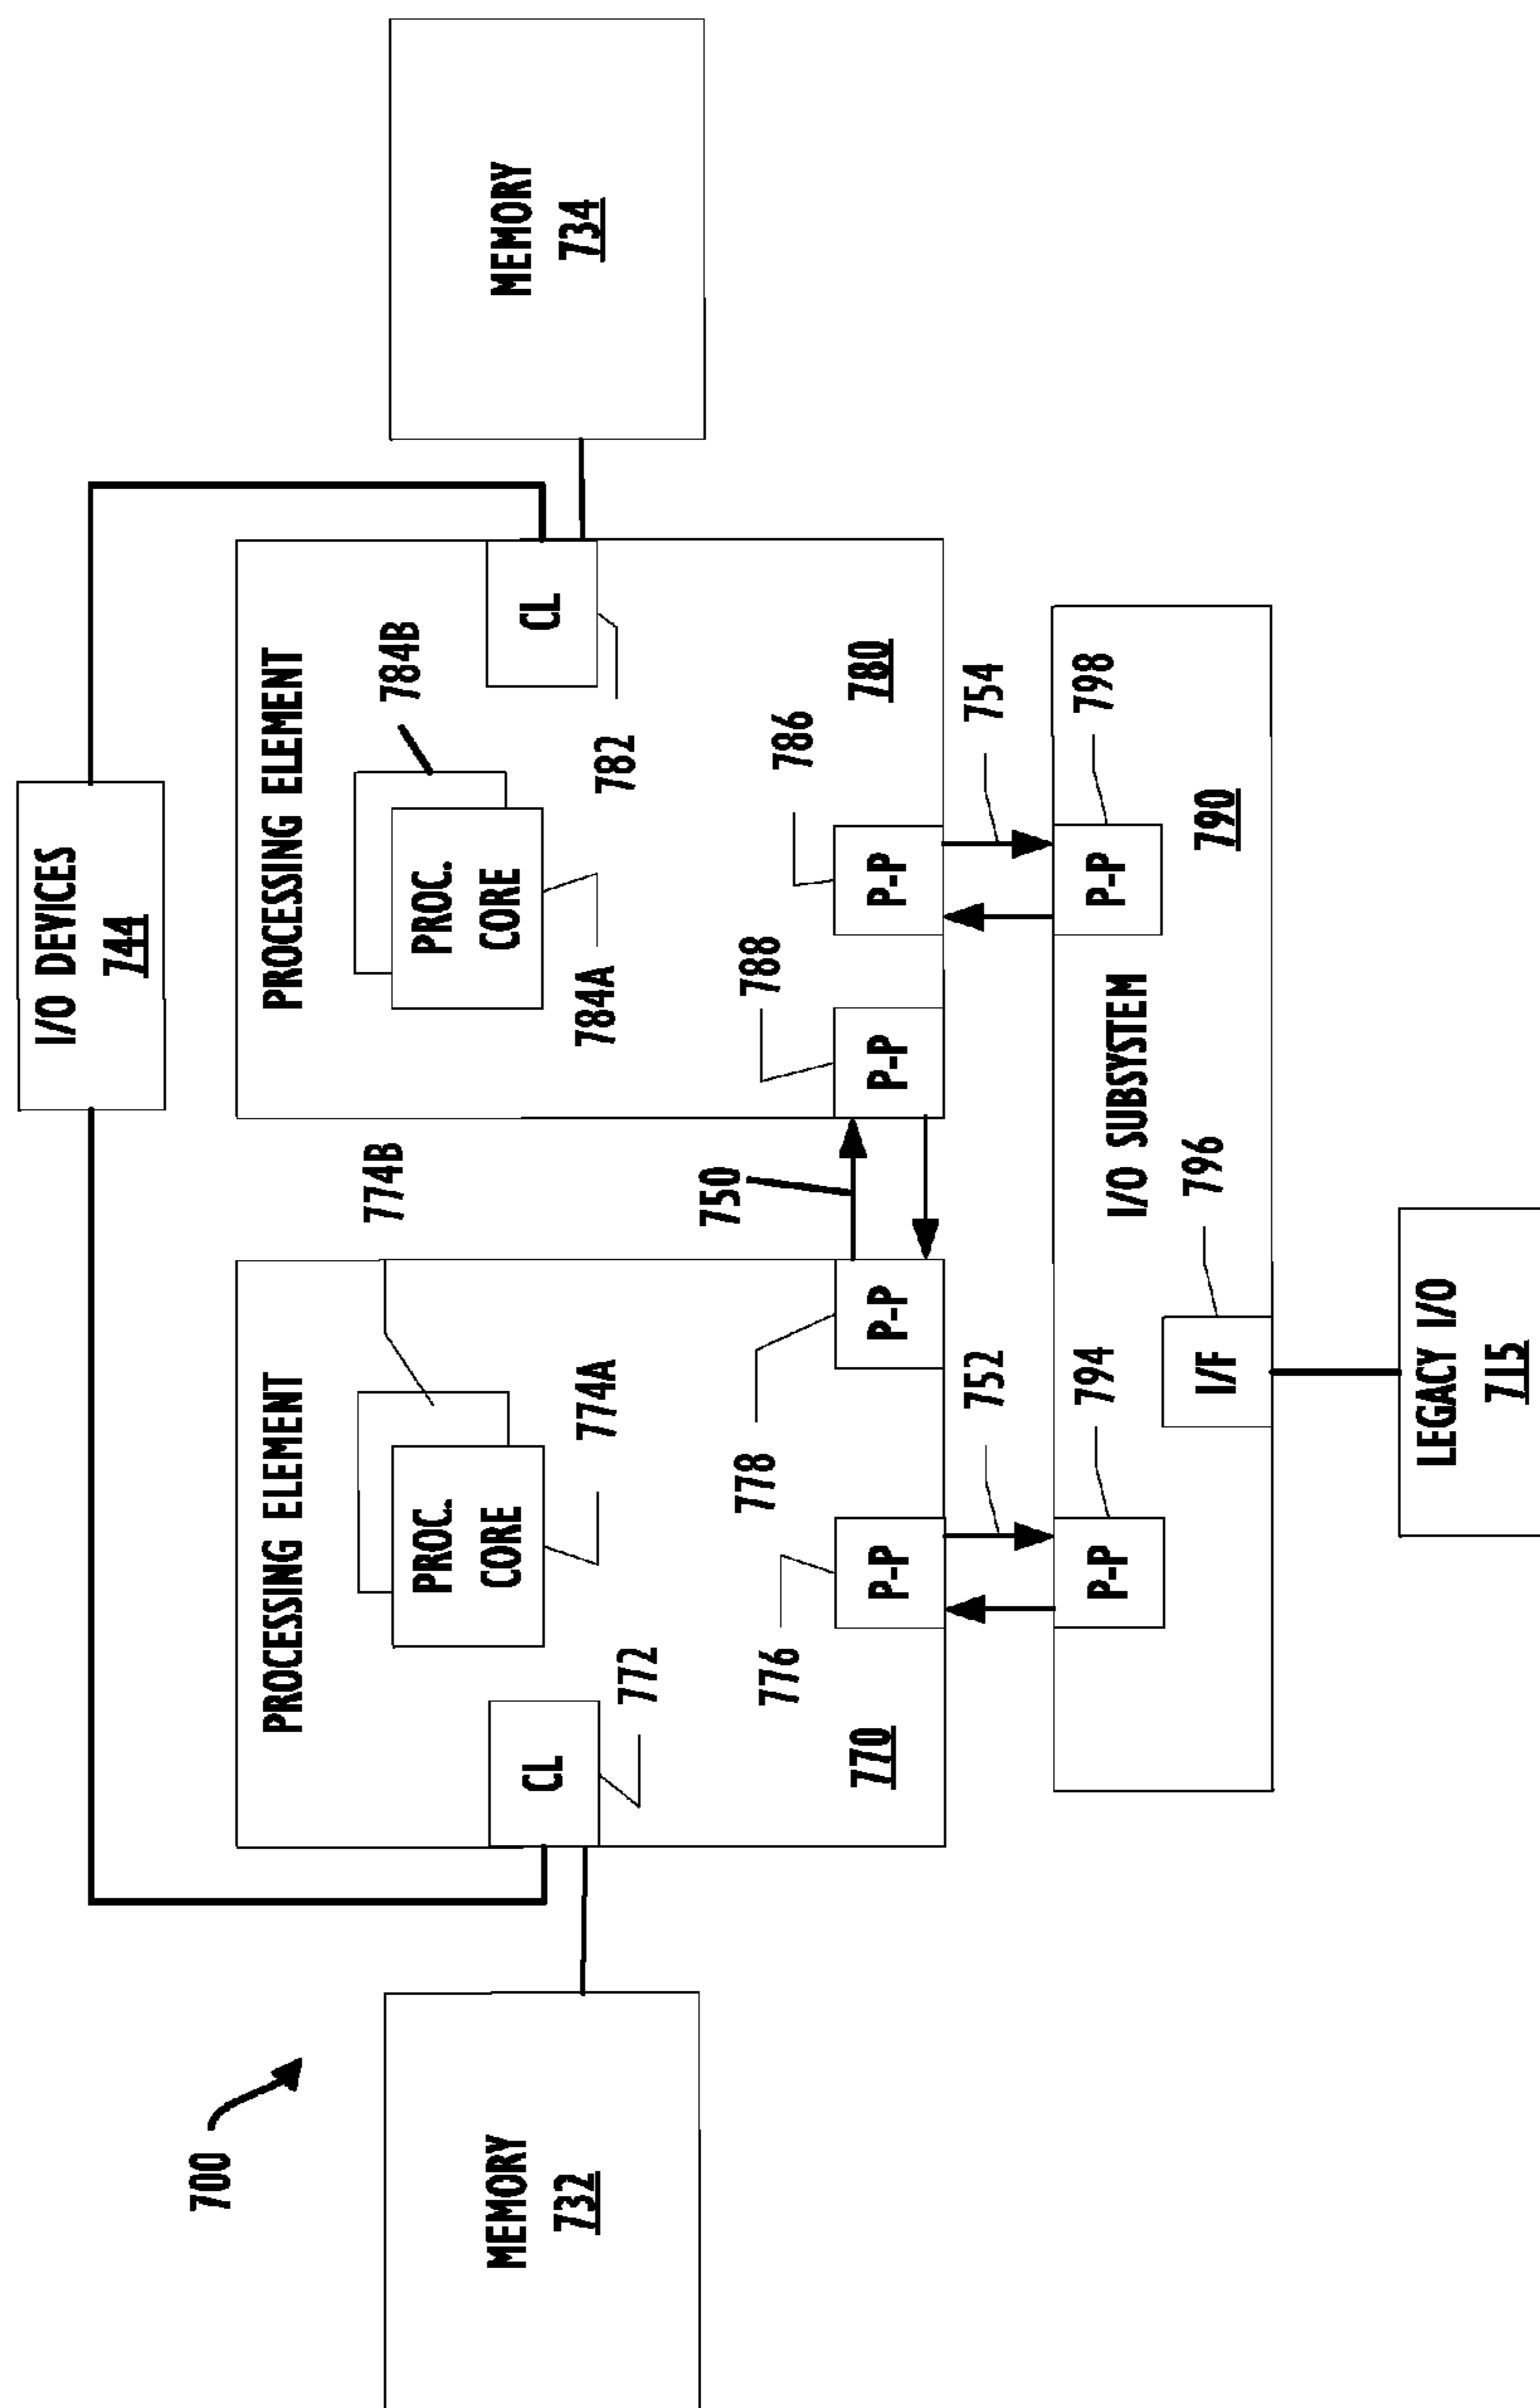 700
I/O DEVICES
744
MEMORY
732
PROCESSING ELEMENT
774B
PROC.
CORE
774A
CL
772
778
P-P
776
P-P
770
750
PROCESSING ELEMENT
784B
PROC.
CORE
784A
CL
782
788
P-P
786
P-P
780
MEMORY
734
752
754
794
P-P
I/O SUBSYSTEM
798
P-P
790
796
I/F
LEGACY I/O
715